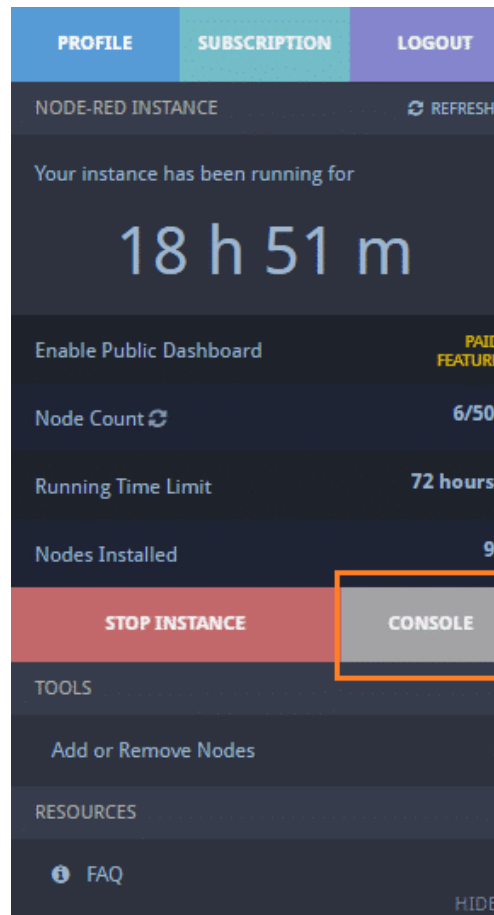 PROFILE SUBSCRIPTION LOGOUT
NODE-RED INSTANCE REFRESH
Your instance has been running for
18 h 51 m
Enable Public Dashboard PAID
FEATURE
Node Count 6/50
Running Time Limit 72 hours
Nodes Installed 9
STOP INSTANCE CONSOLE
TOOLS
Add or Remove Nodes
RESOURCES
FAQ
HIDE